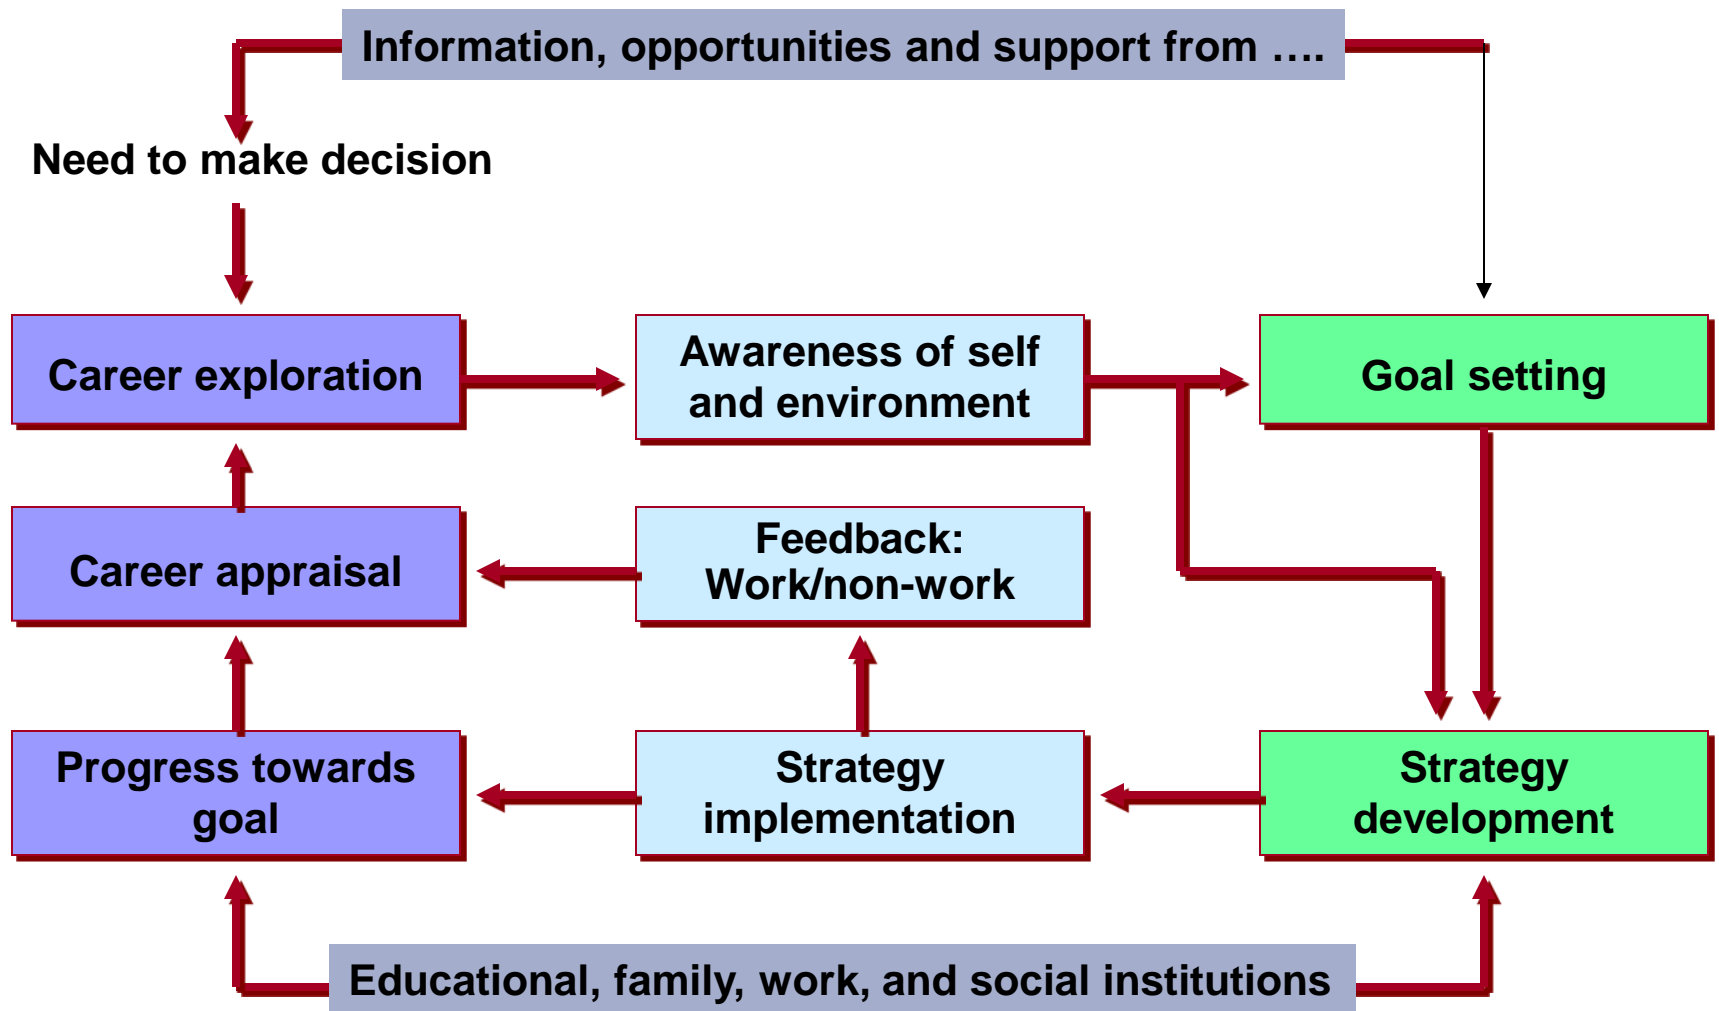 Information, opportunities and support from ….
Need to make decision
Career exploration
Awareness of self
and environment
Goal setting
Career appraisal
Feedback:
Work/non-work
Progress towards
goal
Strategy
implementation
Strategy
development
Educational, family, work, and social institutions